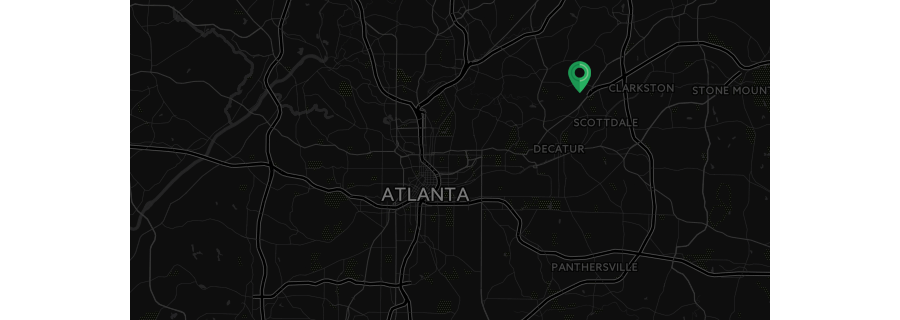 CLARKSTON
STONE MOUNT
SCOTTDALE
DECATUR
ATLANTA
PANTHERSVILLE